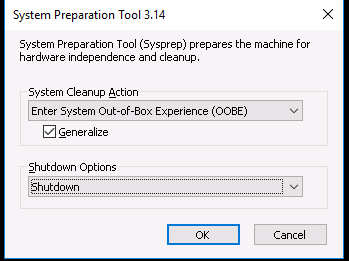 System Preparation Tool 3.14
System Preparation Tool (Sysprep) prepares the machine for
hardware independence and cleanup.
System Cleanup Action
Enter System Out-of-Box Experience (OOBE)
Generalize
Shutdown Options
Shutdown
OK
Cancel